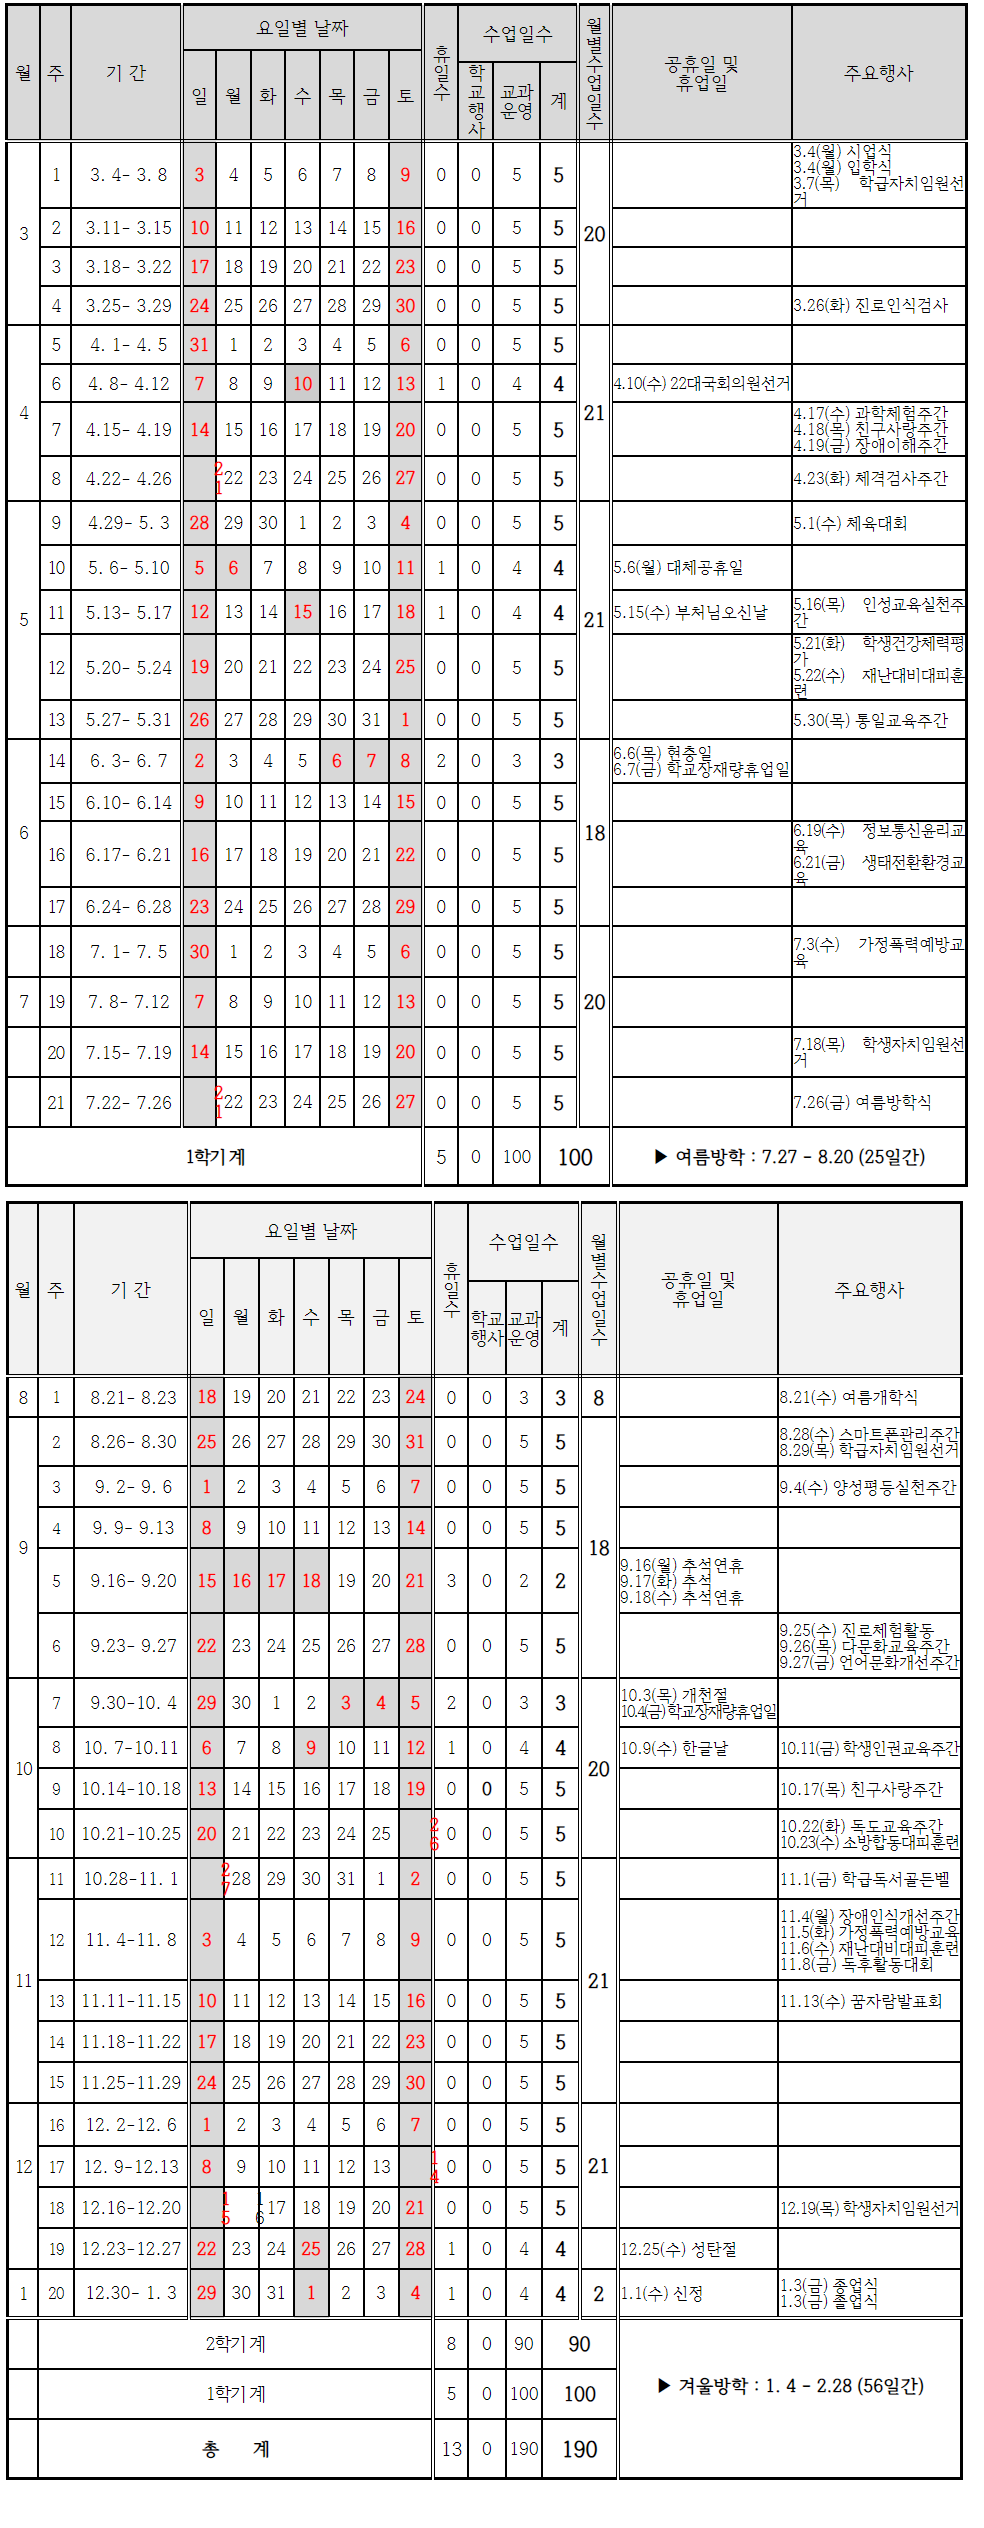 월 주 기 간 요일별 날짜 휴일수 수업일수 월별수업일수 공휴일 및 휴업일 주요행사
일 월 화 수 목 금 토 학교행사 교과운영 계
3 1 3. 4- 3. 8 3 4 5 6 7 8 9 0 0 5 5 20 3.4(월) 시업식
3.4(월) 입학식
3.7(목) 학급자치임원선
거
2 3.11- 3.15 10 11 12 13 14 15 16 0 0 5 5
3 3.18- 3.22 17 18 19 20 21 22 23 0 0 5 5
4 3.25- 3.29 24 25 26 27 28 29 30 0 0 5 5 3.26(화) 진로인식검사
4 5 4. 1- 4. 5 31 1 2 3 4 5 6 0 0 5 5 21
6 4. 8- 4.12 7 8 9 10 11 12 13 1 0 4 4 4.10(수) 22대국회의원선거
7 4.15- 4.19 14 15 16 17 18 19 20 0 0 5 5 4.17(수) 과학체험주간
4.18(목) 친구사랑주간
4.19(금) 장애이해주간
8 4.22- 4.26 21 22 23 24 25 26 27 0 0 5 5 4.23(화) 체격검사주간
5 9 4.29- 5. 3 28 29 30 1 2 3 4 0 0 5 5 21 5.1(수) 체육대회
10 5. 6- 5.10 5 6 7 8 9 10 11 1 0 4 4 5.6(월) 대체공휴일
11 5.13- 5.17 12 13 14 15 16 17 18 1 0 4 4 5.15(수) 부처님오신날 5.16(목) 인성교육실천주
간
12 5.20- 5.24 19 20 21 22 23 24 25 0 0 5 5 5.21(화) 학생건강체력평
가
5.22(수) 재난대비대피훈
련
13 5.27- 5.31 26 27 28 29 30 31 1 0 0 5 5 5.30(목) 통일교육주간
6 14 6. 3- 6. 7 2 3 4 5 6 7 8 2 0 3 3 18 6.6(목) 현충일
6.7(금) 학교장재량휴업일
15 6.10- 6.14 9 10 11 12 13 14 15 0 0 5 5
16 6.17- 6.21 16 17 18 19 20 21 22 0 0 5 5 6.19(수) 정보통신윤리교
육
6.21(금) 생태전환환경교
육
17 6.24- 6.28 23 24 25 26 27 28 29 0 0 5 5
18 7. 1- 7. 5 30 1 2 3 4 5 6 0 0 5 5 7.3(수) 가정폭력예방교
육
7 19 7. 8- 7.12 7 8 9 10 11 12 13 0 0 5 5 20
20 7.15- 7.19 14 15 16 17 18 19 20 0 0 5 5 7.18(목) 학생자치임원선
거
21 7.22- 7.26 21 22 23 24 25 26 27 0 0 5 5 7.26(금) 여름방학식
1학기 계 5 0 100 100 ▶ 여름방학 : 7.27 - 8.20 (25일간)
월 주 기 간 요일별 날짜 휴일수 수업일수 월별수업일수 공휴일 및 휴업일 주요행사
일 월 화 수 목 금 토 학교행사 교과운영 계
8 1 8.21- 8.23 18 19 20 21 22 23 24 0 0 3 3 8 8.21(수) 여름개학식
9 2 8.26- 8.30 25 26 27 28 29 30 31 0 0 5 5 18 8.28(수) 스마트폰관리주간
8.29(목) 학급자치임원선거
3 9. 2- 9. 6 1 2 3 4 5 6 7 0 0 5 5 9.4(수) 양성평등실천주간
4 9. 9- 9.13 8 9 10 11 12 13 14 0 0 5 5
5 9.16- 9.20 15 16 17 18 19 20 21 3 0 2 2 9.16(월) 추석연휴
9.17(화) 추석
9.18(수) 추석연휴
6 9.23- 9.27 22 23 24 25 26 27 28 0 0 5 5 9.25(수) 진로체험활동
9.26(목) 다문화교육주간
9.27(금) 언어문화개선주간
10 7 9.30-10. 4 29 30 1 2 3 4 5 2 0 3 3 20 10.3(목) 개천절
10.4(금)학교장재량휴업일
8 10. 7-10.11 6 7 8 9 10 11 12 1 0 4 4 10.9(수) 한글날 10.11(금)학생인권교육주간
9 10.14-10.18 13 14 15 16 17 18 19 0 0 5 5 10.17(목) 친구사랑주간
10 10.21-10.25 20 21 22 23 24 25 26 0 0 5 5 10.22(화) 독도교육주간
10.23(수)소방합동대피훈련
11 11 10.28-11. 1 27 28 29 30 31 1 2 0 0 5 5 21 11.1(금) 학급독서골든벨
12 11. 4-11. 8 3 4 5 6 7 8 9 0 0 5 5 11.4(월) 장애인식개선주간
11.5(화) 가정폭력예방교육
11.6(수) 재난대비대피훈련
11.8(금) 독후활동대회
13 11.11-11.15 10 11 12 13 14 15 16 0 0 5 5 11.13(수) 꿈자람발표회
14 11.18-11.22 17 18 19 20 21 22 23 0 0 5 5
15 11.25-11.29 24 25 26 27 28 29 30 0 0 5 5
12 16 12. 2-12. 6 1 2 3 4 5 6 7 0 0 5 5 21
17 12. 9-12.13 8 9 10 11 12 13 14 0 0 5 5
18 12.16-12.20 15 16 17 18 19 20 21 0 0 5 5 12.19(목)학생자치임원선거
19 12.23-12.27 22 23 24 25 26 27 28 1 0 4 4 12.25(수) 성탄절
1 20 12.30- 1. 3 29 30 31 1 2 3 4 1 0 4 4 2 1.1(수) 신정 1.3(금) 종업식
1.3(금) 졸업식
2학기 계 8 0 90 90
1학기 계 5 0 100 100 ▶ 겨울방학 : 1. 4 - 2.28 (56일간)
총 계 13 0 190 190